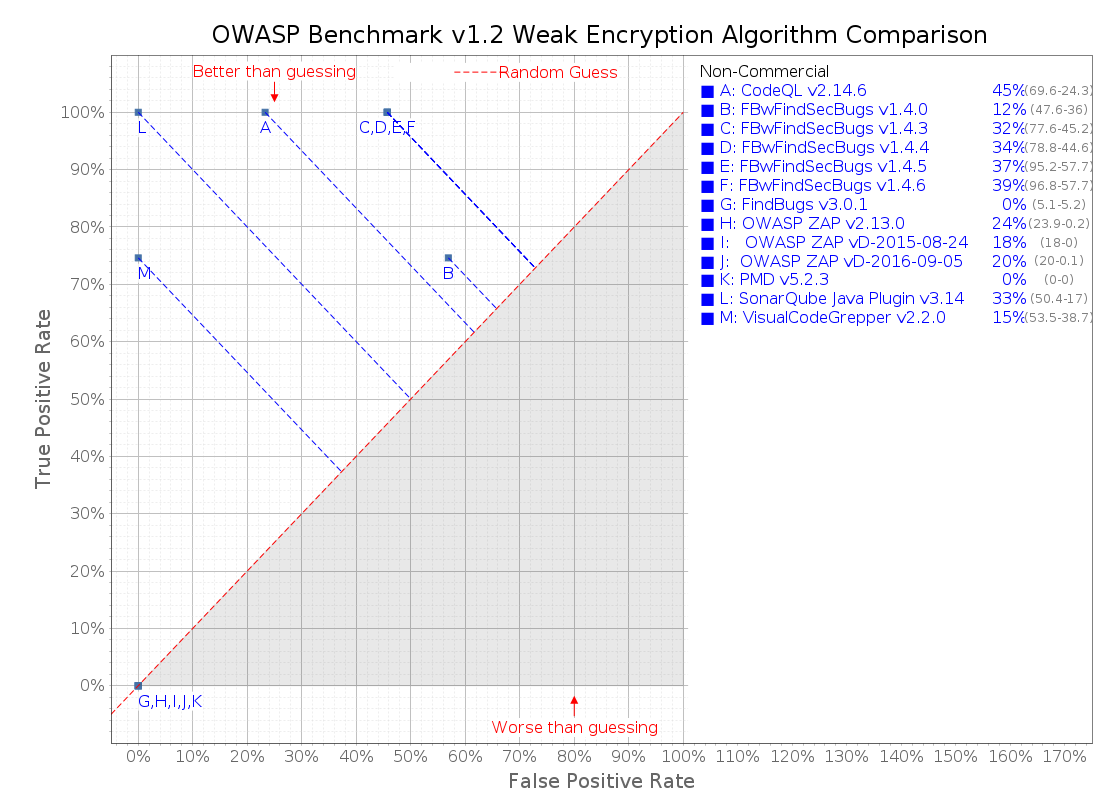 OWASP Benchmark v1.2 Weak Encryption Algorithm Comparison
Better than guessing
Random Guess
Non-Commercial
A: CodeQL v2.14.6 45% (69.6-24.3)
B: FBwFindSecBugs v1.4.0 12% (47.6-36)
C: FBwFindSecBugs v1.4.3 32% (77.6-45.2)
D: FBwFindSecBugs v1.4.4 34% (78.8-44.6)
E: FBwFindSecBugs v1.4.5 37% (95.2-57.7)
F: FBwFindSecBugs v1.4.6 39% (96.8-57.7)
G: FindBugs v3.0.1 0% (5.1-5.2)
H: OWASP ZAP v2.13.0 24% (23.9-0.2)
I: OWASP ZAP vD-2015-08-24 18% (18-0)
J: OWASP ZAP vD-2016-09-05 20% (20-0.1)
K: PMD v5.2.3 0% (0-0)
L: SonarQube Java Plugin v3.14 33% (50.4-17)
M: VisualCodeGrepper v2.2.0 15% (53.5-38.7)
True Positive Rate
100%
90%
80%
70%
60%
50%
40%
30%
20%
10%
0%
L
A
C,D,E,F
M
B
G,H,I,J,K
Worse than guessing
0% 10% 20% 30% 40% 50% 60% 70% 80% 90% 100% 110% 120% 130% 140% 150% 160% 170%
False Positive Rate